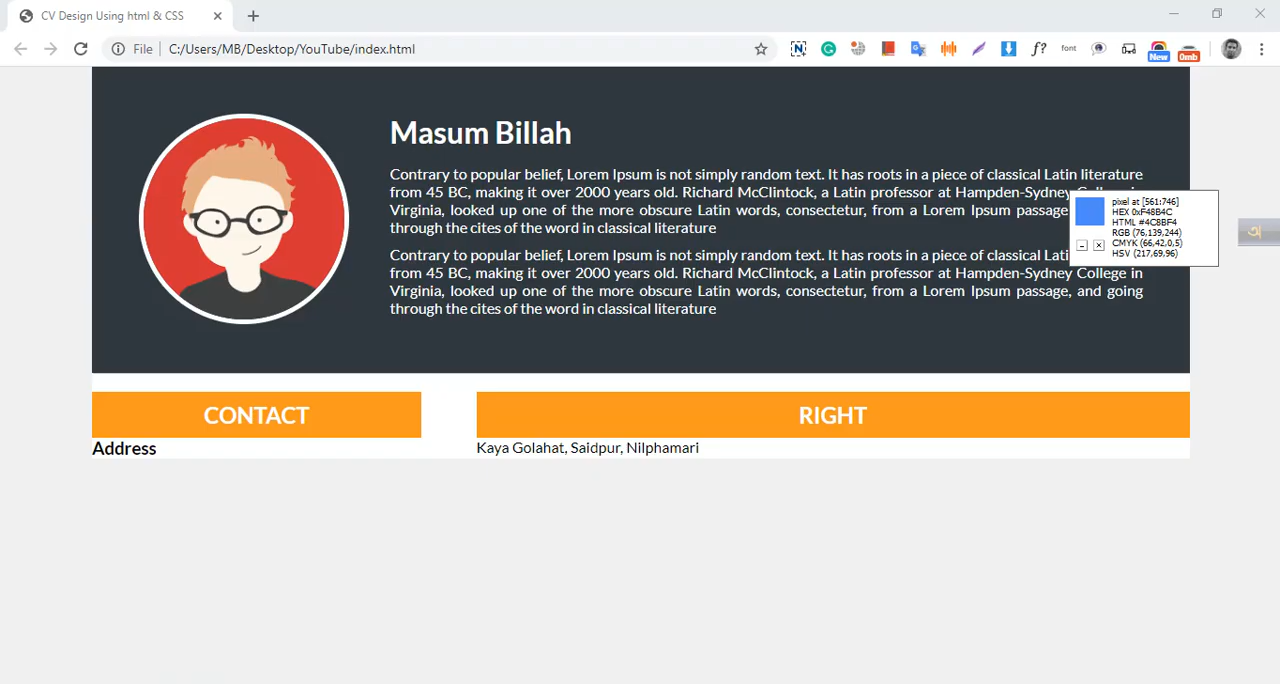 CV Design Using html & CSS
File
C:/Users/MB/Desktop/YouTube/index.html
N
G
f?
font
New
0mb
Masum Billah
Contrary to popular belief, Lorem Ipsum is not simply random text. It has roots in a piece of classical Latin literature
from 45 BC, making it over 2000 years old. Richard McClintock, a Latin professor at Hampden-Sydney College in
Virginia, looked up one of the more obscure Latin words, consectetur, from a Lorem Ipsum passage
through the cites of the word in classical literature
Contrary to popular belief, Lorem Ipsum is not simply random text. It has roots in a piece of classical Lati
from 45 BC, making it over 2000 years old. Richard McClintock, a Latin professor at Hampden-Sydney College in
Virginia, looked up one of the more obscure Latin words, consectetur, from a Lorem Ipsum passage, and going
through the cites of the word in classical literature
pixel at [561:746]
HEX 0xF48B4C
HTML #4C8BF4
RGB (76,139,244)
CMYK (66,42,0,5)
HSV (217,69,96)
CONTACT
RIGHT
Address
Kaya Golahat, Saidpur, Nilphamari